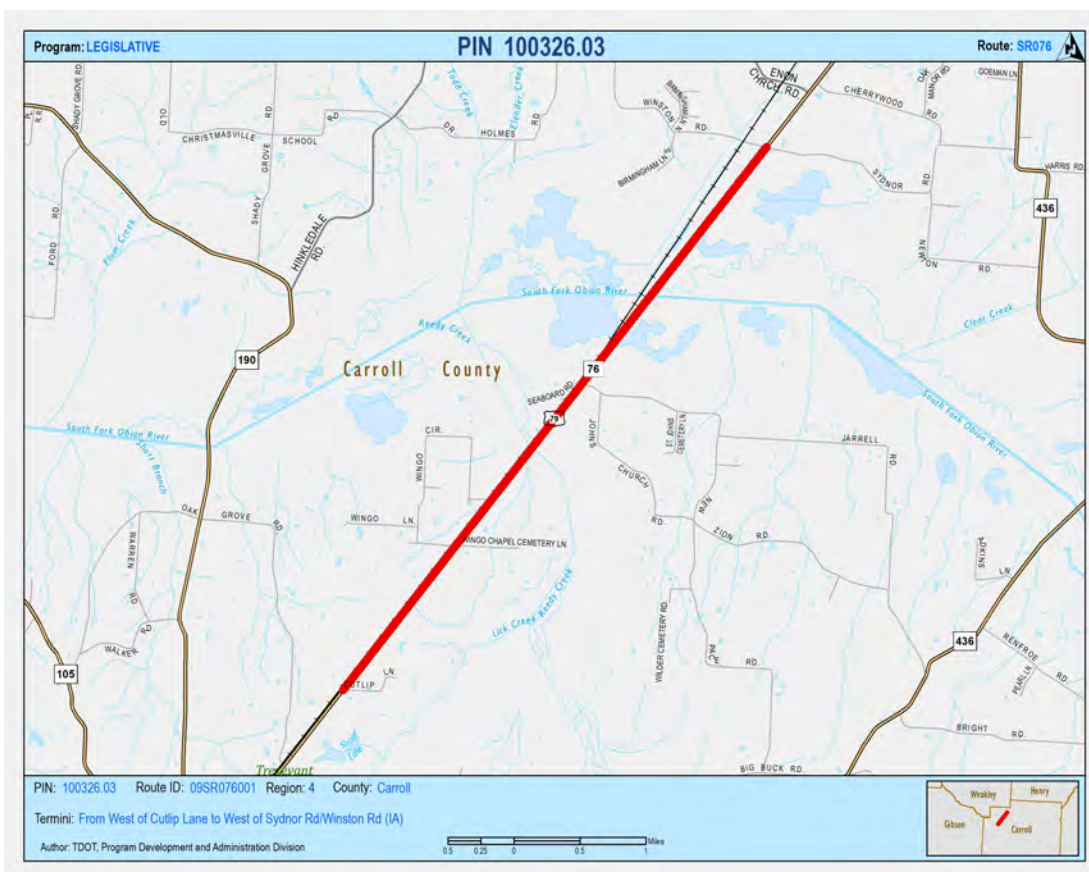 Program: LEGISLATIVE
PIN 100326.03
Route: SR076
SHADY GROVE RD
OLD
RD
CHRISTMASVILLE SCHOOL RD
SHADY GROVE RD
Todd Creek
Elender Creek
DR. HOLMES RD
WINSTON RD.
BIRMINGHAM LN
BIRMINGHAM LN S
ENON
CHRCH RD
CHERRYWOOD RD
OAK MANOR RD
GOEMAN LN
HARRIS RD
SYDNOR RD
436
NEWTON RD.
FORD RD.
Plum Creek
HINKLEDALE
RD.
South Fork Obion River
Reedy Creek
Clear Creek
190
Carroll County
76
SEABOARD RD
79
South Fork Obion River
Shoff Branch
CIR.
WINGO
JOHNS
ST. JOHNS
CEMETERY LN
JARRELL RD.
South Fork Obion River
CHURCH RD.
OAK GROVE RD
WINGO LN.
WINGO CHAPEL CEMETERY LN
NEW ZION RD.
WARREN RD
ADKINS LN
Lick Creek Reedy Creek
WALKER RD
WILDER CEMETERY RD.
PACE RD.
436
RENFROE RD
PEARL LN
105
CUTLIP LN.
BRIGHT RD.
Trezevant
BIG BUCK RD.
PIN: 100326.03 Route ID: 09SR076001 Region: 4 County: Carroll
Termini: From West of Cutlip Lane to West of Sydnor Rd/Winston Rd (IA)
Author: TDOT, Program Development and Administration Division
0.5 0.25 0 0.5 1 Miles
Weakley Henry
Gibson Carroll